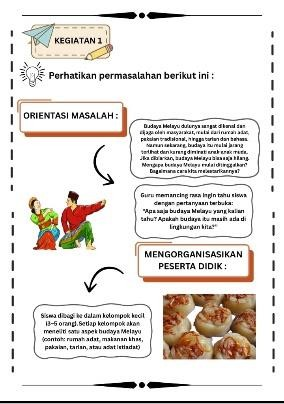 KEGIATAN 1
Perhatikan permasalahan berikut ini :
ORIENTASI MASALAH :
Budaya Melayu dulunya sangat dikenal dan
dijaga oleh masyarakat, mulai dari rumah adat,
pakaian tradisional, hingga tarian dan bahasa.
Namun sekarang, budaya itu mulai jarang
terlihat dan kurang diminati anak-anak muda.
Jika dibiarkan, budaya Melayu bisa saja hilang.
Mengapa budaya Melayu mulai ditinggalkan?
Bagaimana cara kita melestarikannya?
Guru memancing rasa ingin tahu siswa
dengan pertanyaan terbuka:
"Apa saja budaya Melayu yang kalian
tahu? Apakah budaya itu masih ada di
lingkungan kita?"
MENGORGANISASIKAN
PESERTA DIDIK :
Siswa dibagi ke dalam kelompok kecil
(3-5 orang).Setiap kelompok akan
meneliti satu aspek budaya Melayu
(contoh: rumah adat, makanan khas,
pakaian, tarian, atau adat istiadat)